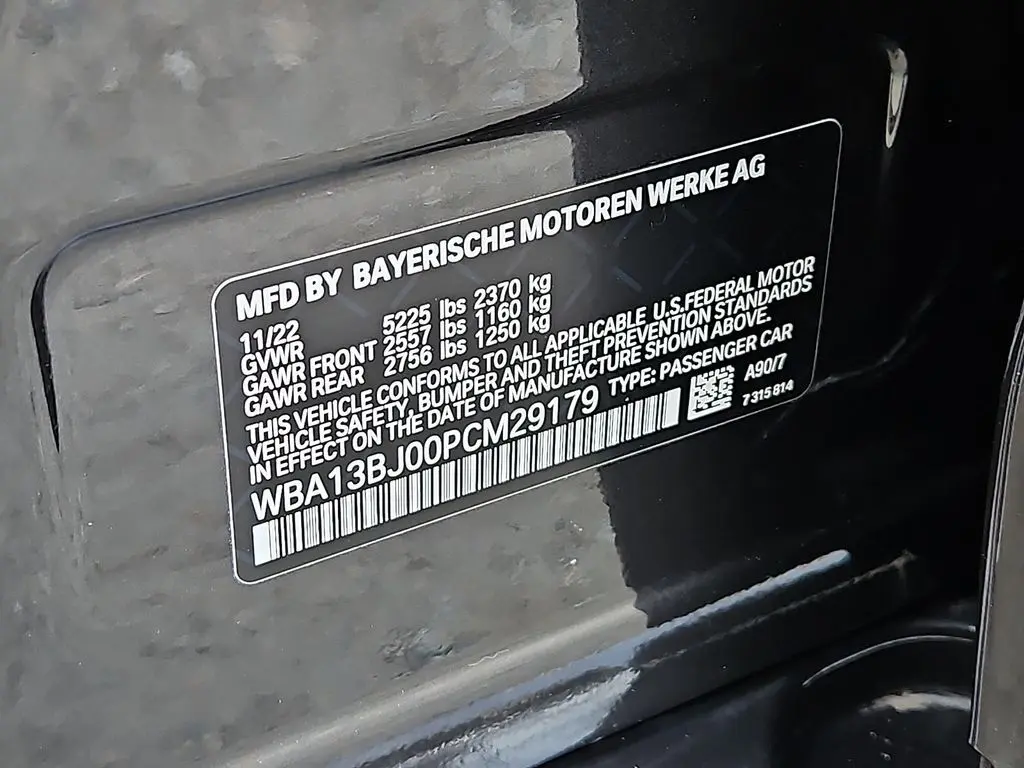 MFD BY BAYERISCHE MOTOREN WERKE AG
11/22
GVWR 5225 lbs 2370 kg
GAWR FRONT 2557 lbs 1160 kg
GAWR REAR 2756 lbs 1250 kg
THIS VEHICLE CONFORMS TO ALL APPLICABLE U.S.FEDERAL MOTOR
VEHICLE SAFETY, BUMPER AND THEFT PREVENTION STANDARDS
IN EFFECT ON THE DATE OF MANUFACTURE SHOWN ABOVE.
WBA13BJ00PCM29179 TYPE: PASSENGER CAR
A90/7
7 315 814